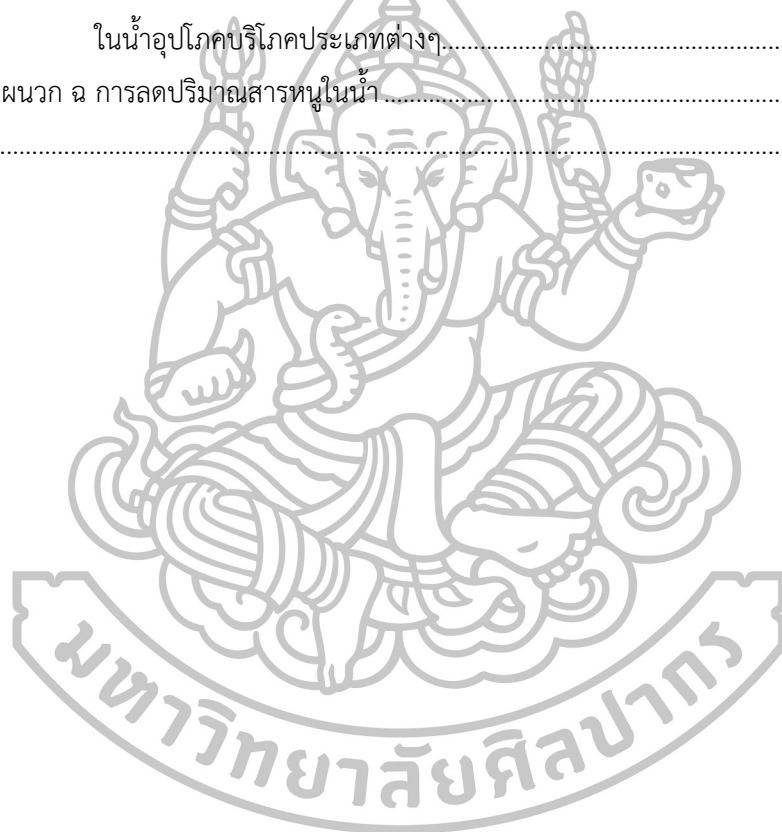 ในน้ำอุปโภคบริโภคประเภทต่างๆ..........................................................
ผนวก ฉ การลดปริมาณสารหนูในน้ำ..................................................................
....................................................................................................................
มหาวิทยาลัยศิลปากร